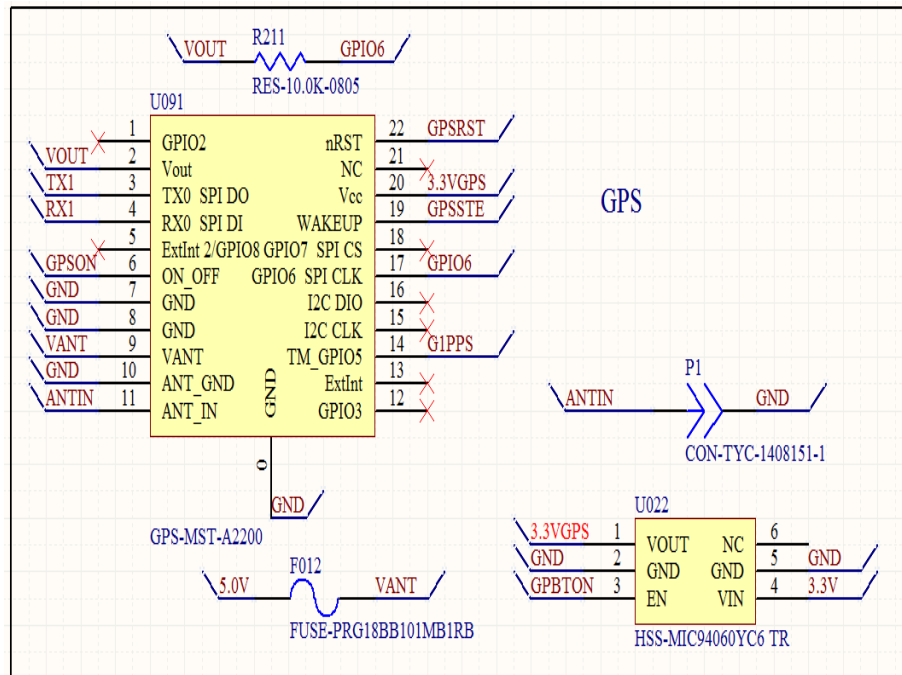 R211
VOUT GPIO6
RES-10.0K-0805
U091
1 GPIO2 nRST 22 GPSRST
VOUT 2 Vout NC 21
TX1 3 TX0 SPI DO Vcc 20 3.3VGPS
RX1 4 RX0 SPI DI WAKEUP 19 GPSSTE
5 ExtInt 2/GPIO8 GPIO7 SPI CS 18
GPSON 6 ON_OFF GPIO6 SPI CLK 17 GPIO6
GND 7 GND I2C DIO 16
GND 8 GND I2C CLK 15
VANT 9 VANT TM_GPIO5 14 G1PPS
GND 10 ANT_GND ExtInt 13
ANTIN 11 ANT_IN GPIO3 12
GND
0
GND
GPS-MST-A2200
GPS
P1
ANTIN GND
CON-TYC-1408151-1
F012
5.0V VANT
FUSE-PRG18BB101MB1RB
U022
3.3VGPS 1 VOUT NC 6
GND 2 GND GND 5 GND
GPBTON 3 EN VIN 4 3.3V
HSS-MIC94060YC6 TR